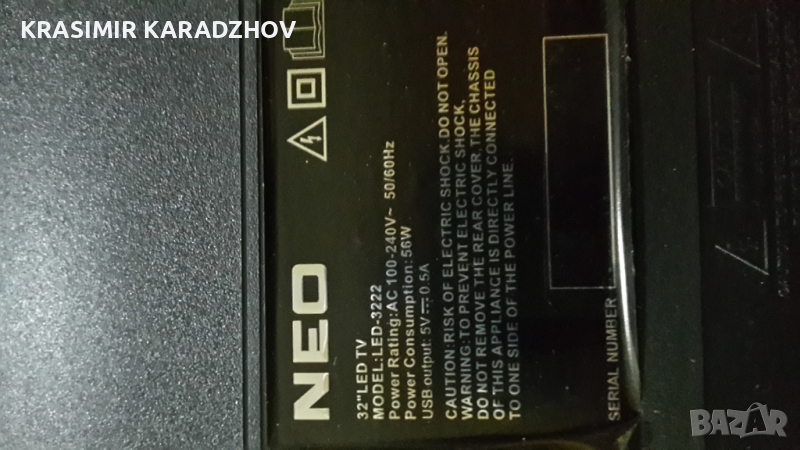 KRASIMIR KARADZHOV
NEO
32"LED TV
MODEL:LED-3222
Power Rating:AC 100-240V~ 50/60Hz
Power Consumption:56W
USB output: 5V⎓0.5A
CAUTION:RISK OF ELECTRIC SHOCK.DO NOT OPEN.
WARNING:TO PREVENT ELECTRIC SHOCK,
DO NOT REMOVE THE REAR COVER. THE CHASSIS
OF THIS APPLIANCE IS DIRECTLY CONNECTED
TO ONE SIDE OF THE POWER LINE.
SERIAL NUMBER
BAZAR